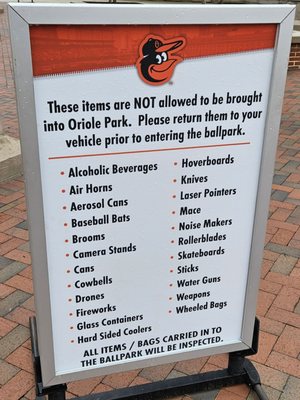 These items are NOT allowed to be brought
into Oriole Park. Please return them to your
vehicle prior to entering the ballpark.
• Alcoholic Beverages
• Air Horns
• Aerosol Cans
• Baseball Bats
• Brooms
• Camera Stands
• Cans
• Cowbells
• Drones
• Fireworks
• Glass Containers
• Hard Sided Coolers
• Hoverboards
• Knives
• Laser Pointers
• Mace
• Noise Makers
• Rollerblades
• Skateboards
• Sticks
• Water Guns
• Weapons
• Wheeled Bags
ALL ITEMS / BAGS CARRIED IN TO
THE BALLPARK WILL BE INSPECTED.